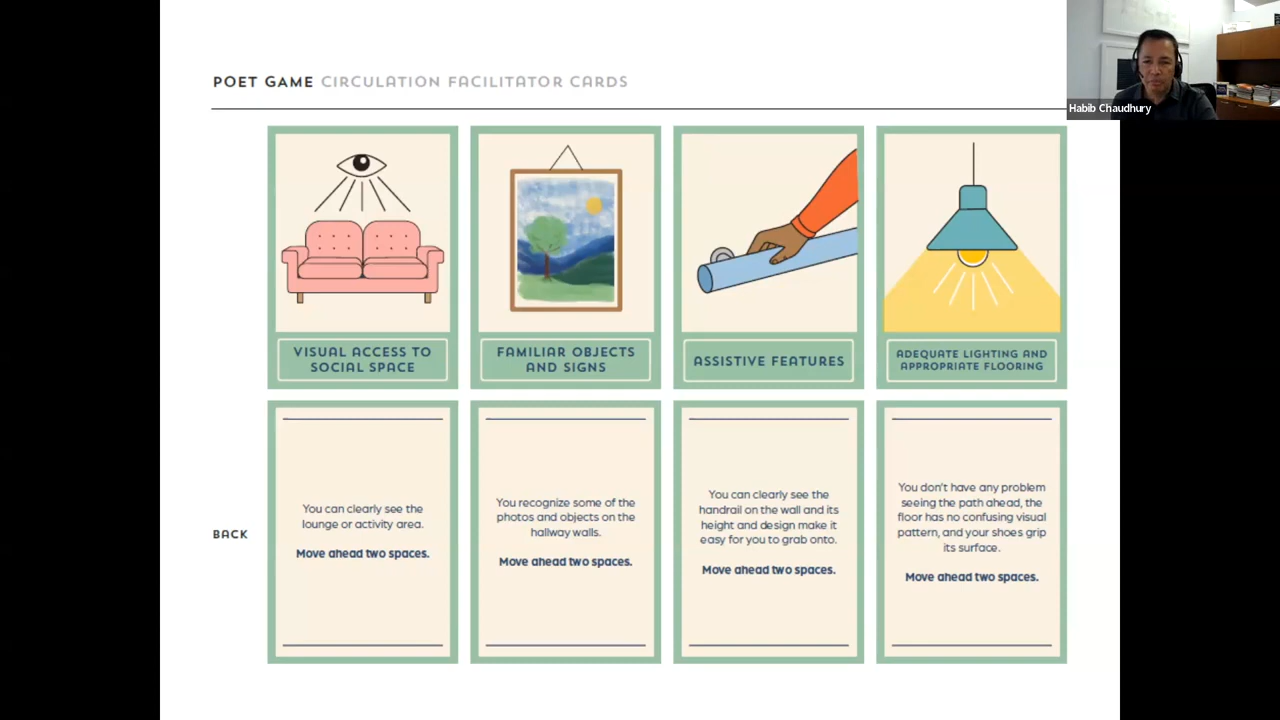 POET GAME CIRCULATION FACILITATOR CARDS
Habib Chaudhury
VISUAL ACCESS TO
SOCIAL SPACE
FAMILIAR OBJECTS
AND SIGNS
ASSISTIVE FEATURES
ADEQUATE LIGHTING AND
APPROPRIATE FLOORING
BACK
You can clearly see the
lounge or activity area.
Move ahead two spaces.
You recognize some of the
photos and objects on the
hallway walls.
Move ahead two spaces.
You can clearly see the
handrail on the wall and its
height and design make it
easy for you to grab onto.
Move ahead two spaces.
You don't have any problem
seeing the path ahead, the
floor has no confusing visual
pattern, and your shoes grip
its surface.
Move ahead two spaces.